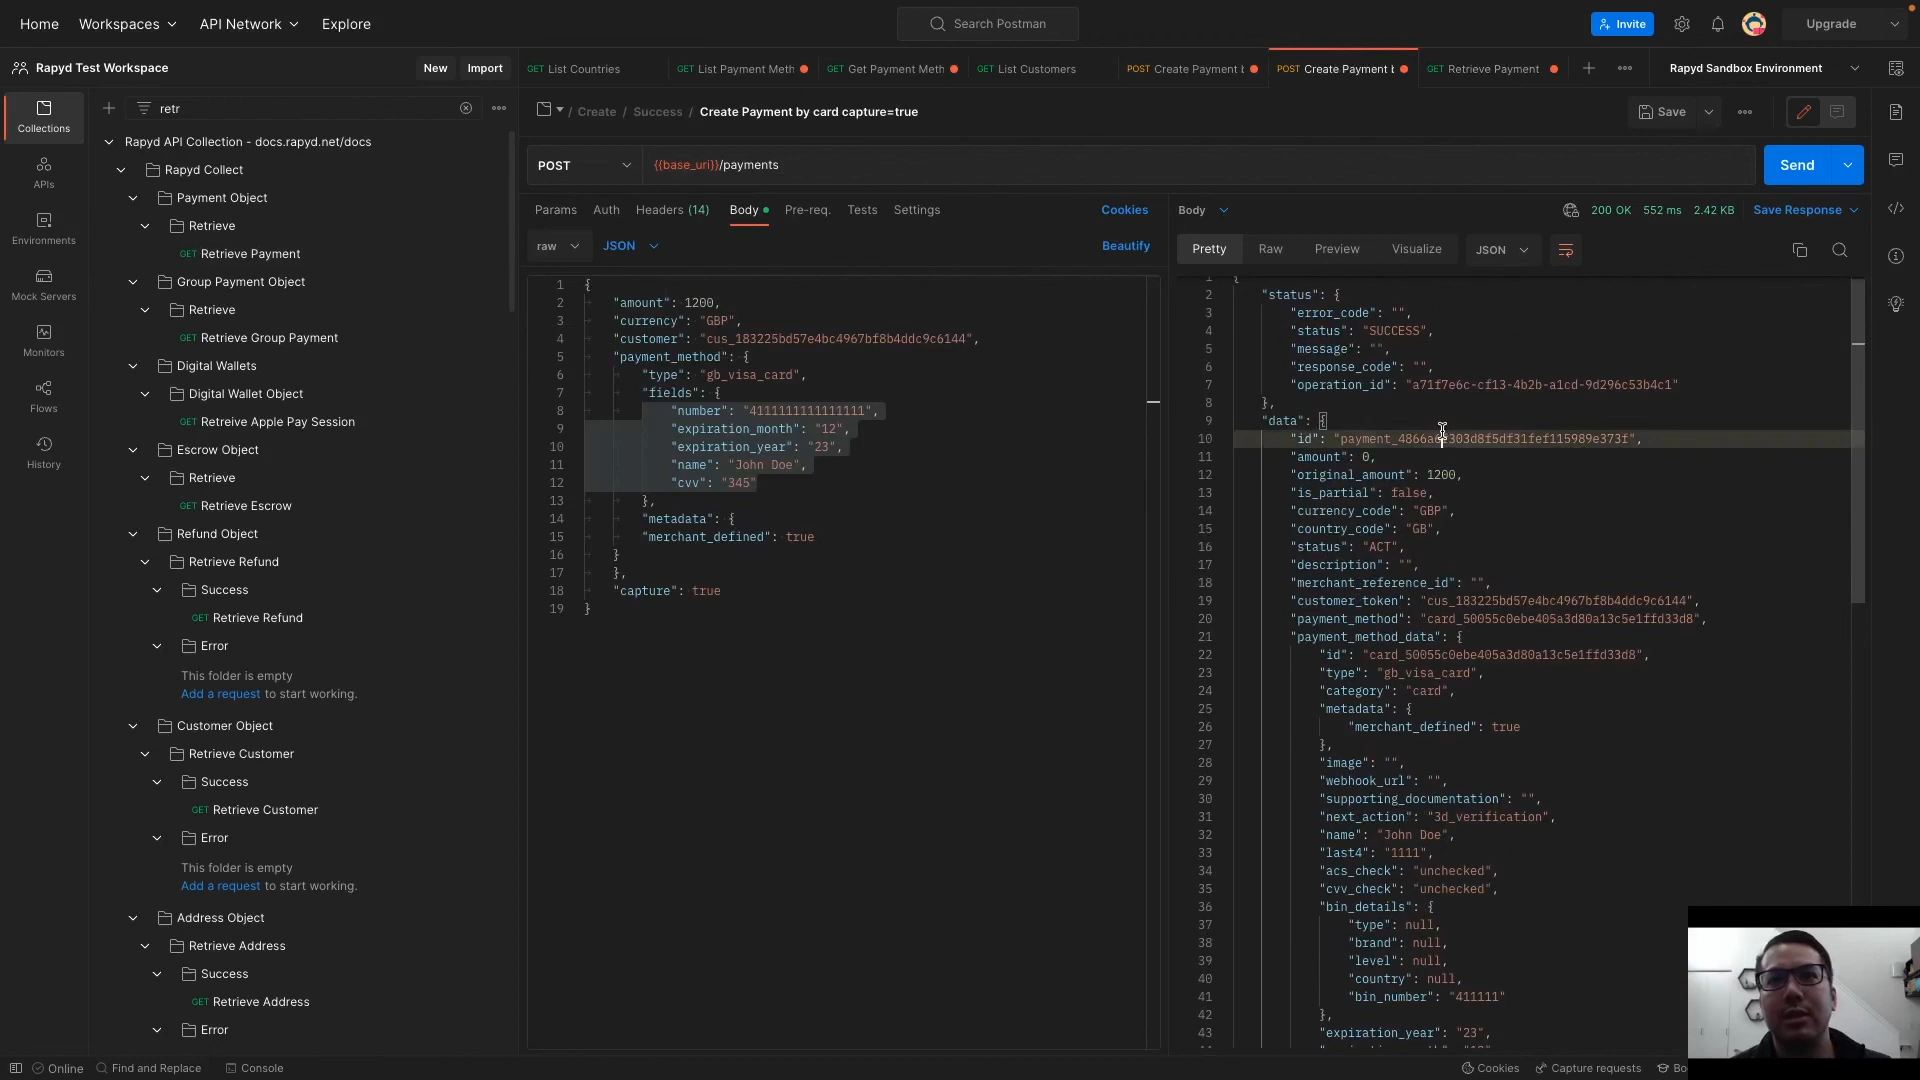 Home
Workspaces
API Network
Explore
Search Postman
Invite
Upgrade
Rapyd Test Workspace
New
Import
GET List Countries
GET List Payment Meth
GET Get Payment Meth
GET List Customers
POST Create Payment b
POST Create Payment b
GET Retrieve Payment
Rapyd Sandbox Environment
Collections
APIs
Environments
Mock Servers
Monitors
Flows
History
retr
Rapyd API Collection - docs.rapyd.net/docs
Rapyd Collect
Payment Object
Retrieve
GET Retrieve Payment
Group Payment Object
Retrieve
GET Retrieve Group Payment
Digital Wallets
Digital Wallet Object
GET Retreive Apple Pay Session
Escrow Object
Retrieve
GET Retrieve Escrow
Refund Object
Retrieve Refund
Success
GET Retrieve Refund
Error
This folder is empty
Add a request to start working.
Customer Object
Retrieve Customer
Success
GET Retrieve Customer
Error
This folder is empty
Add a request to start working.
Address Object
Retrieve Address
Success
GET Retrieve Address
Error
/ Create / Success / Create Payment by card capture=true
Save
POST
{{base_uri}}/payments
Send
Params
Auth
Headers (14)
Body
Pre-req.
Tests
Settings
Cookies
raw
JSON
Beautify
1 {
2 "amount": 1200,
3 "currency": "GBP",
4 "customer": "cus_183225bd57e4bc4967bf8b4ddc9c6144",
5 "payment_method": {
6 "type": "gb_visa_card",
7 "fields": {
8 "number": "4111111111111111",
9 "expiration_month": "12",
10 "expiration_year": "23",
11 "name": "John Doe",
12 "cvv": "345"
13 },
14 "metadata": {
15 "merchant_defined": true
16 }
17 },
18 "capture": true
19 }
Body
200 OK
552 ms
2.42 KB
Save Response
Pretty
Raw
Preview
Visualize
JSON
1 {
2 "status": {
3 "error_code": "",
4 "status": "SUCCESS",
5 "message": "",
6 "response_code": "",
7 "operation_id": "a71f7e6c-cf13-4b2b-a1cd-9d296c53b4c1"
8 },
9 "data": {
10 "id":
11 "amount": 0,
12 "original_amount": 1200,
13 "is_partial": false,
14 "currency_code": "GBP",
15 "country_code": "GB",
16 "status": "ACT",
17 "description": "",
18 "merchant_reference_id": "",
19 "customer_token": "cus_183225bd57e4bc4967bf8b4ddc9c6144",
20 "payment_method": "card_50055c0ebe405a3d80a13c5e1ffd33d8",
21 "payment_method_data": {
22 "id": "card_50055c0ebe405a3d80a13c5e1ffd33d8",
23 "type": "gb_visa_card",
24 "category": "card",
25 "metadata": {
26 "merchant_defined": true
27 },
28 "image": "",
29 "webhook_url": "",
30 "supporting_documentation": "",
31 "next_action": "3d_verification",
32 "name": "John Doe",
33 "last4": "1111",
34 "acs_check": "unchecked",
35 "cvv_check": "unchecked",
36 "bin_details": {
37 "type": null,
38 "brand": null,
39 "level": null,
40 "country": null,
41 "bin_number": "411111"
42 },
43 "expiration_year": "23",
Online
Find and Replace
Console
Cookies
Capture requests